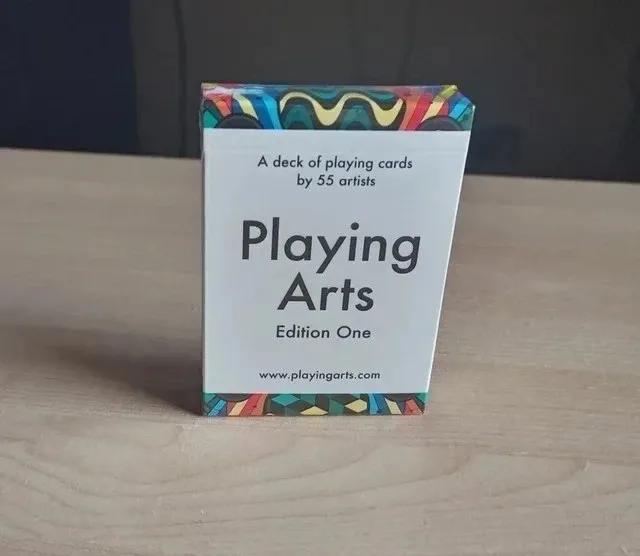 A deck of playing cards
by 55 artists
Playing
Arts
Edition One
www.playingarts.com